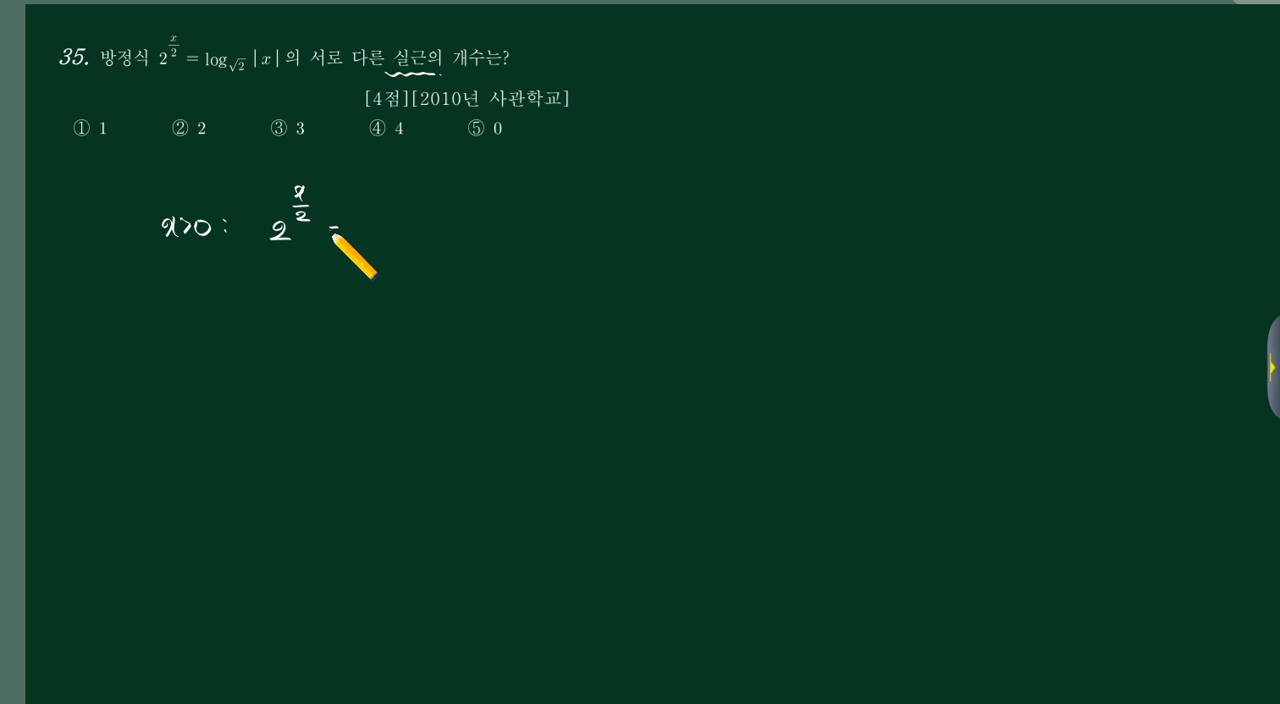 35. 방정식 2^{\frac{x}{2}} = log_{√2} |x| 의 서로 다른 실근의 개수는?
[4점][2010년 사관학교]
① 1 ② 2 ③ 3 ④ 4 ⑤ 0
x>0 : 2^{\frac{x}{2}} -